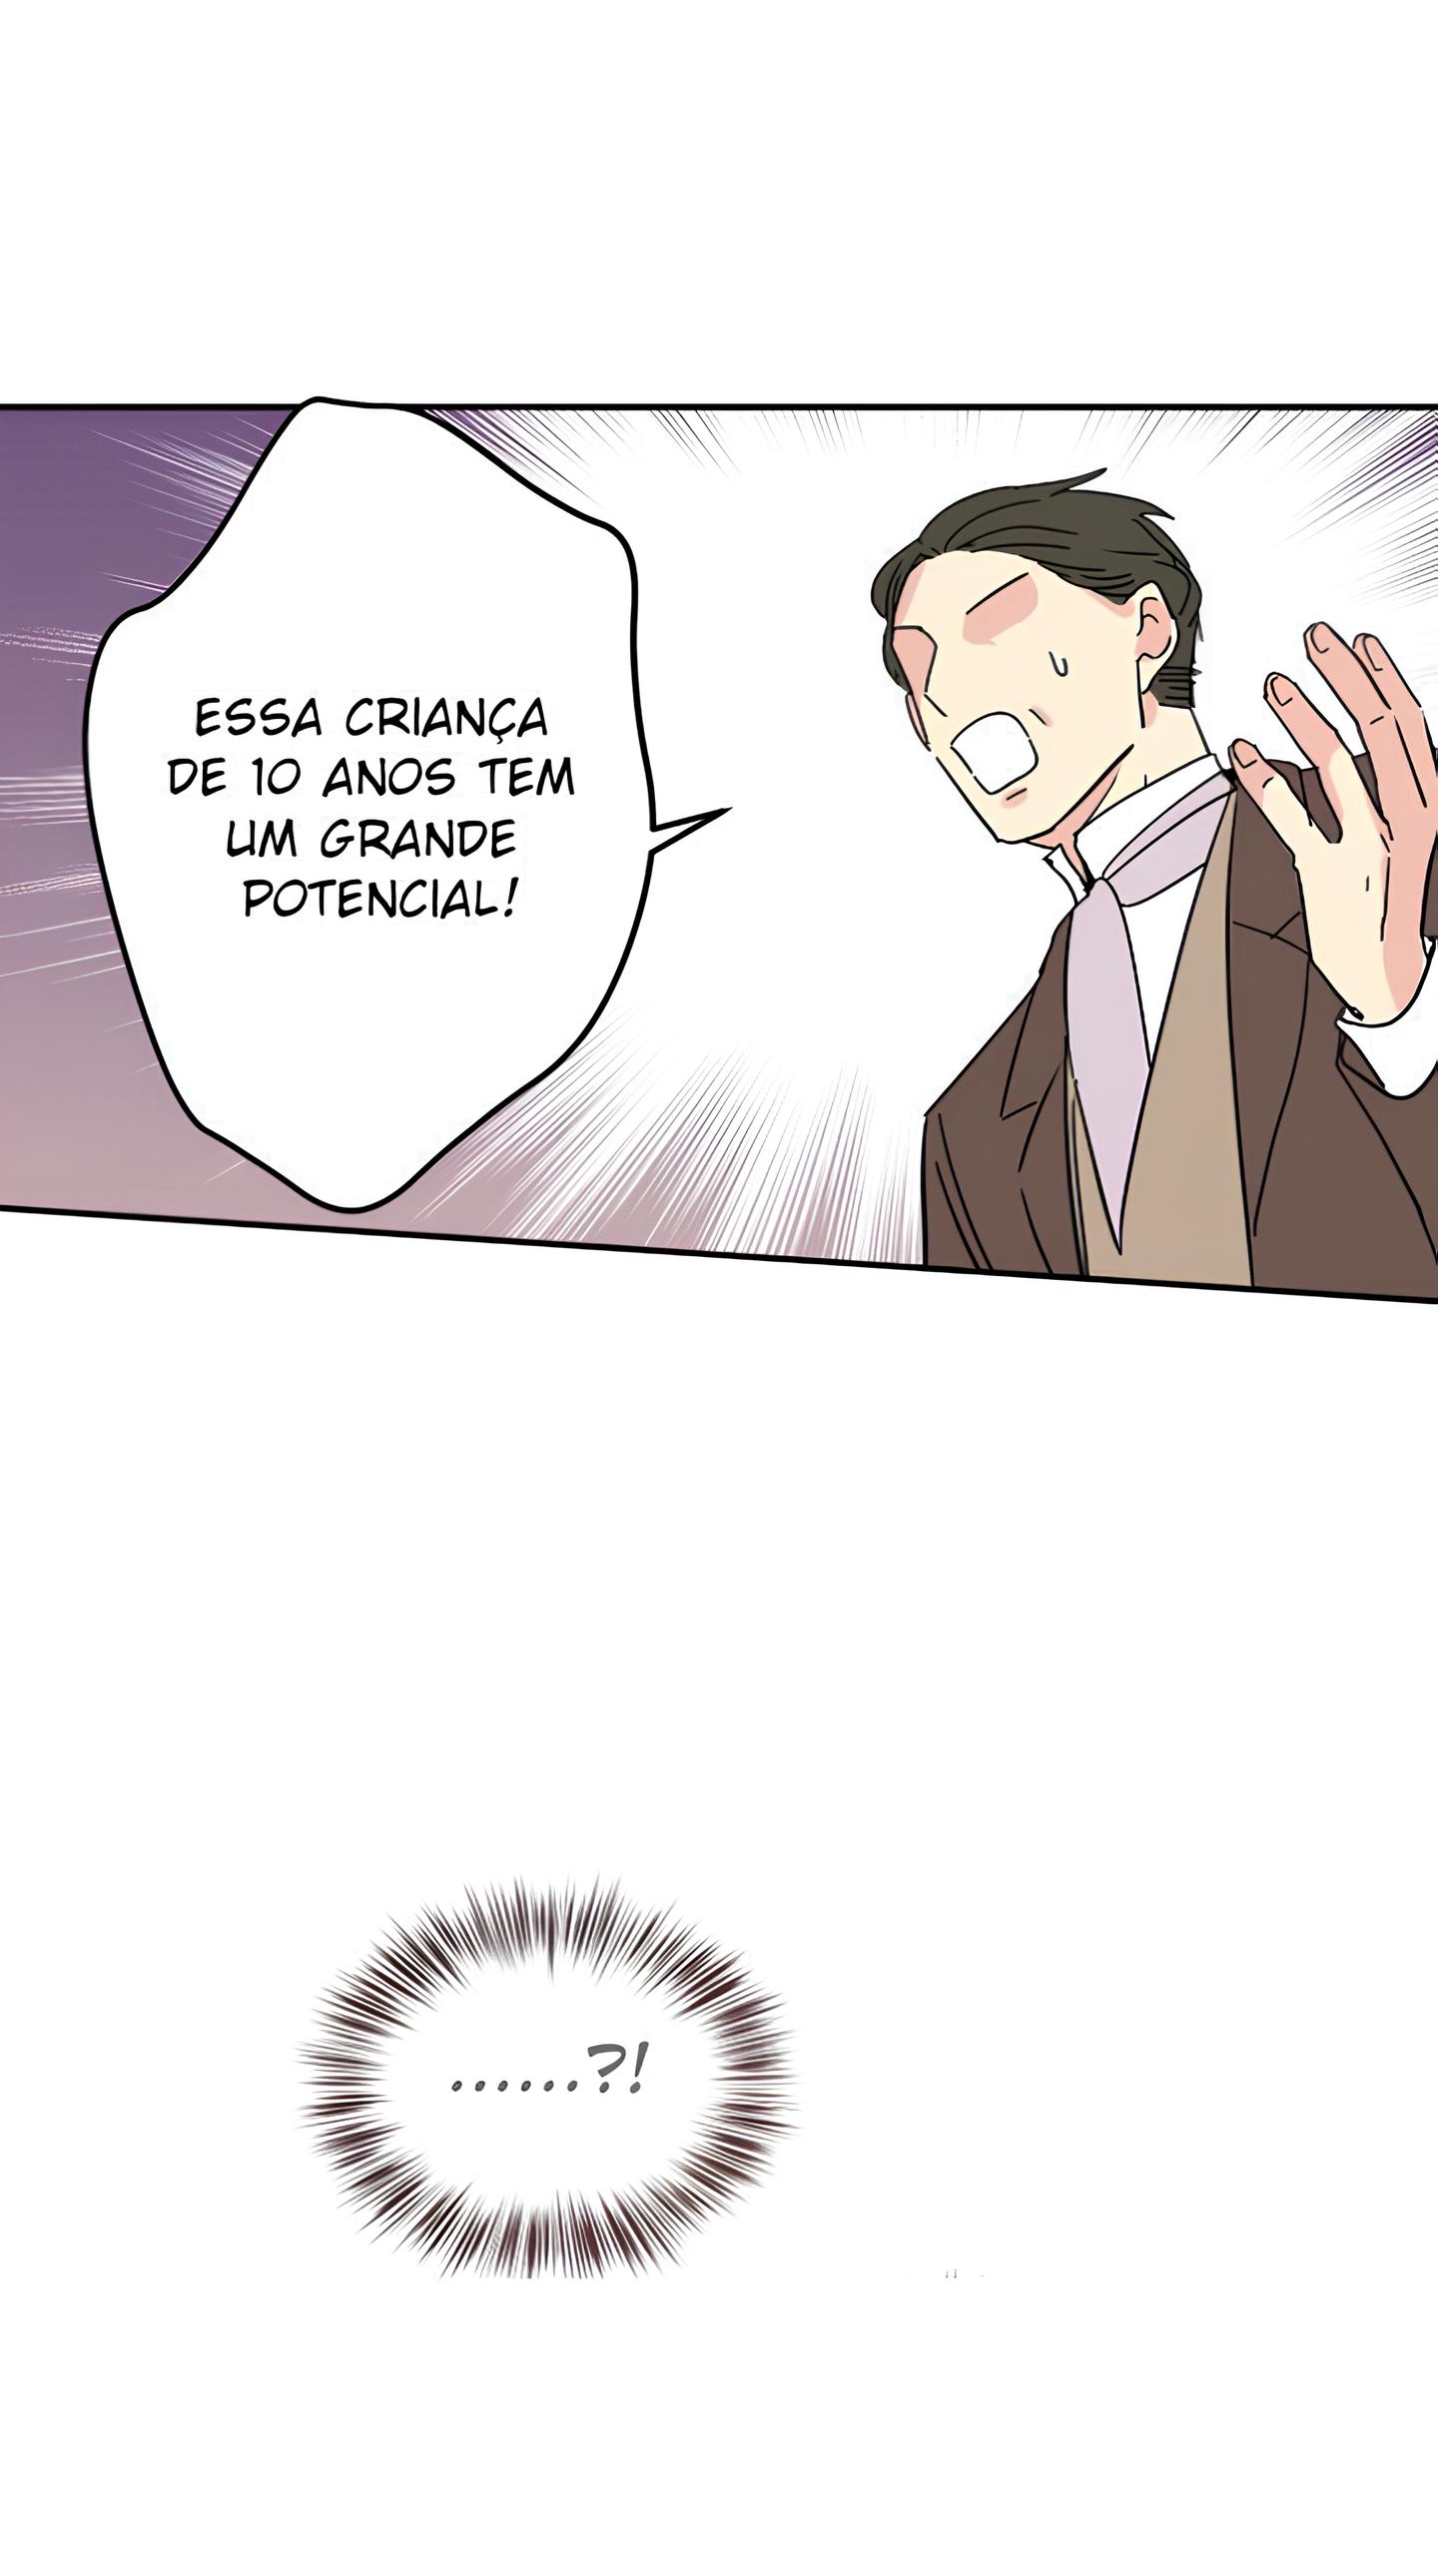 ESSA CRIANÇA
DE 10 ANOS TEM
UM GRANDE
POTENCIAL!
......?!